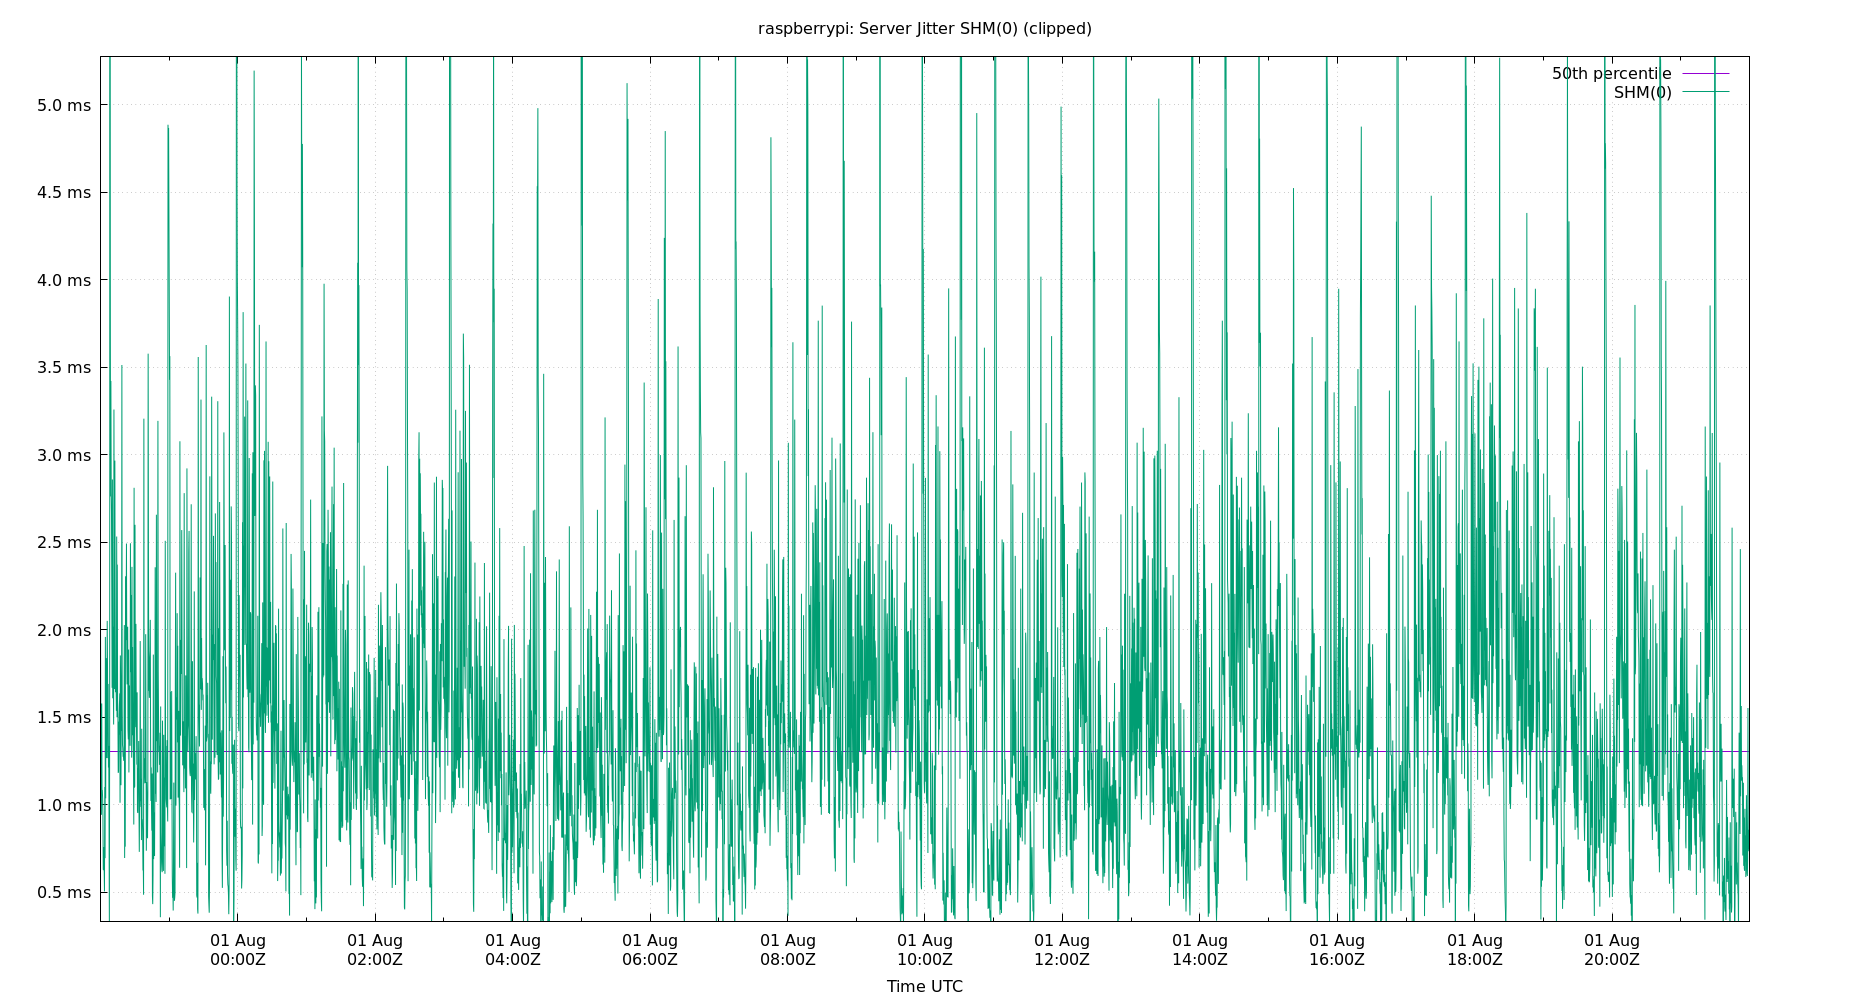 raspberrypi: Server Jitter SHM(0) (clipped)
50th percentile
SHM(0)
5.0 ms
4.5 ms
4.0 ms
3.5 ms
3.0 ms
2.5 ms
2.0 ms
1.5 ms
1.0 ms
0.5 ms
01 Aug 01 Aug 01 Aug 01 Aug 01 Aug 01 Aug 01 Aug 01 Aug 01 Aug 01 Aug 01 Aug
00:00Z 02:00Z 04:00Z 06:00Z 08:00Z 10:00Z 12:00Z 14:00Z 16:00Z 18:00Z 20:00Z
Time UTC